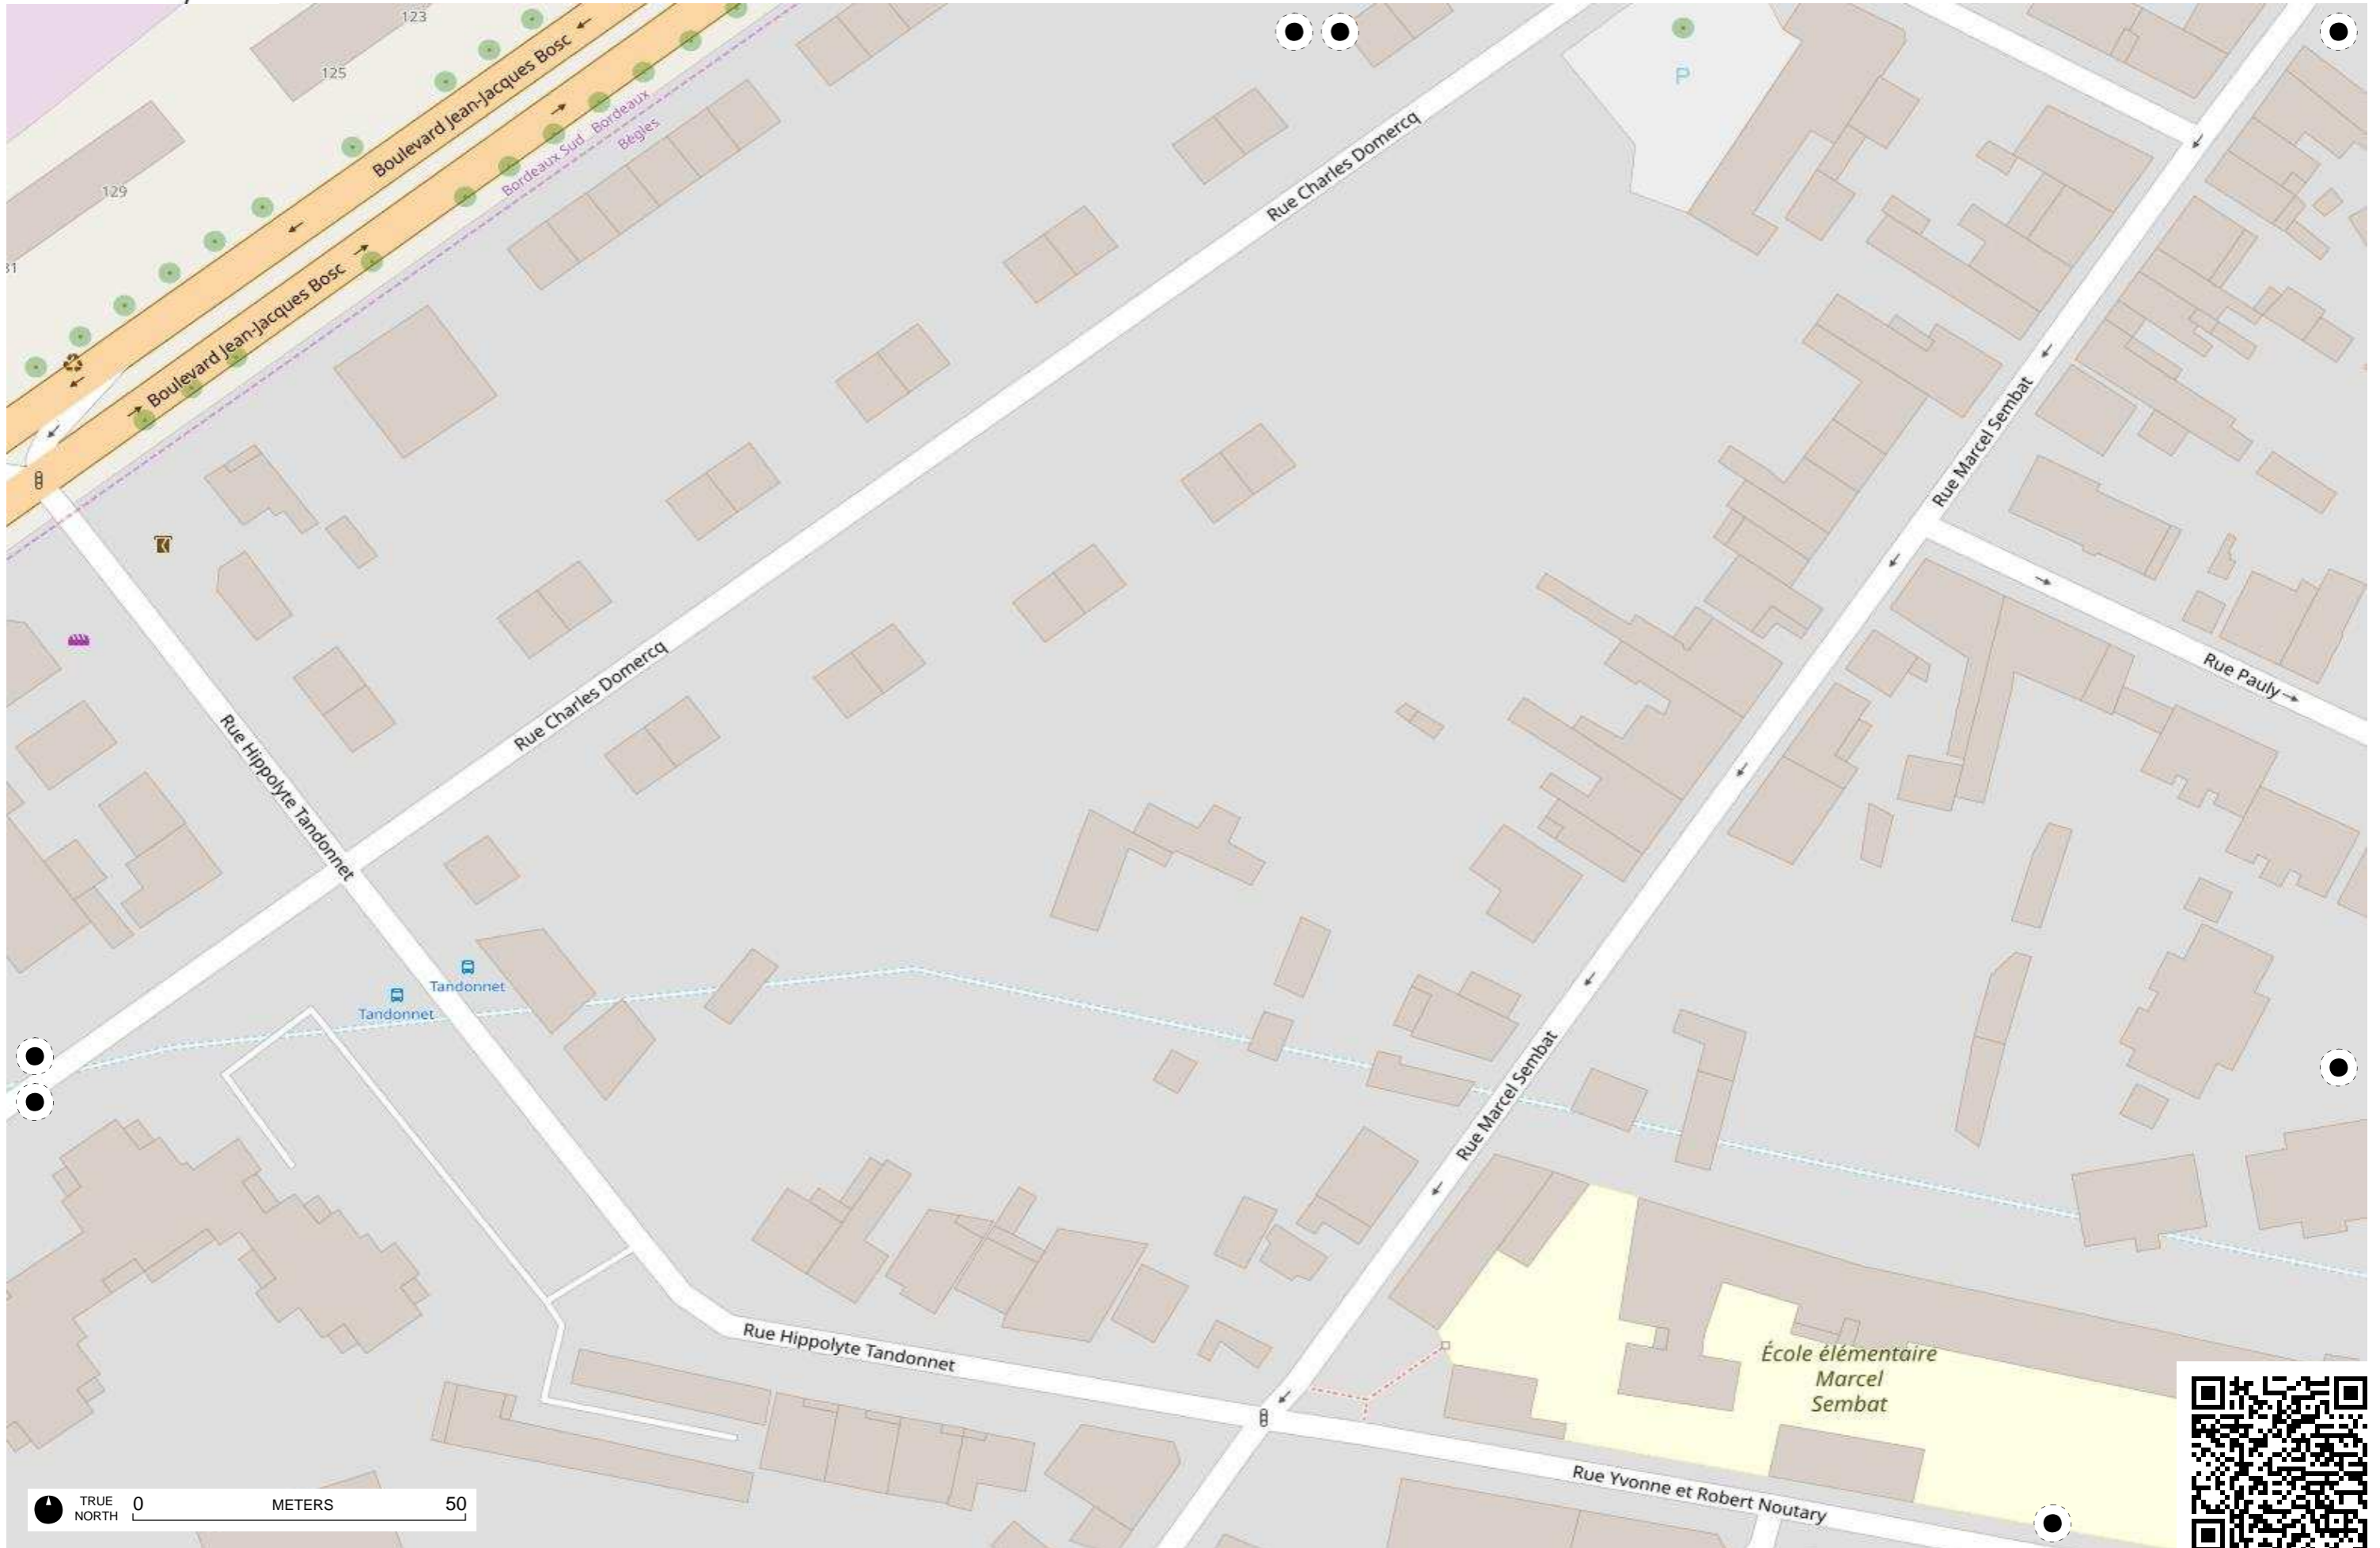 123
125
129
31
Boulevard Jean-Jacques Bosc
Boulevard Jean-Jacques Bosc
Bordeaux Sud
Bordeaux
Bègles
P
Rue Charles Domercq
Rue Charles Domercq
Rue Marcel Sembat
Rue Marcel Sembat
Rue Pauly
Rue Hippolyte Tandonnet
Tandonnet
Tandonnet
Rue Hippolyte Tandonnet
École élémentaire
Marcel
Sembat
Rue Yvonne et Robert Noutary
TRUE
NORTH
0
METERS
50